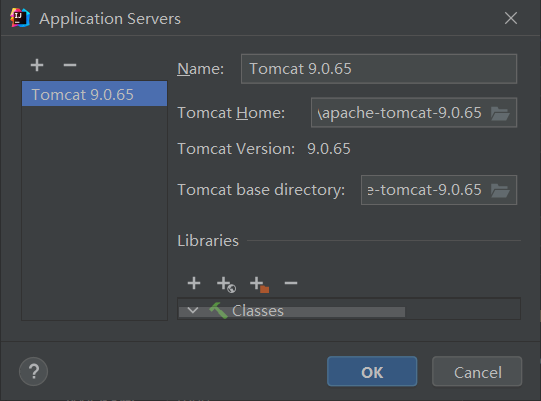 Application Servers
Tomcat 9.0.65
Name: Tomcat 9.0.65
Tomcat Home: \apache-tomcat-9.0.65
Tomcat Version: 9.0.65
Tomcat base directory: e-tomcat-9.0.65
Libraries
Classes
? OK Cancel